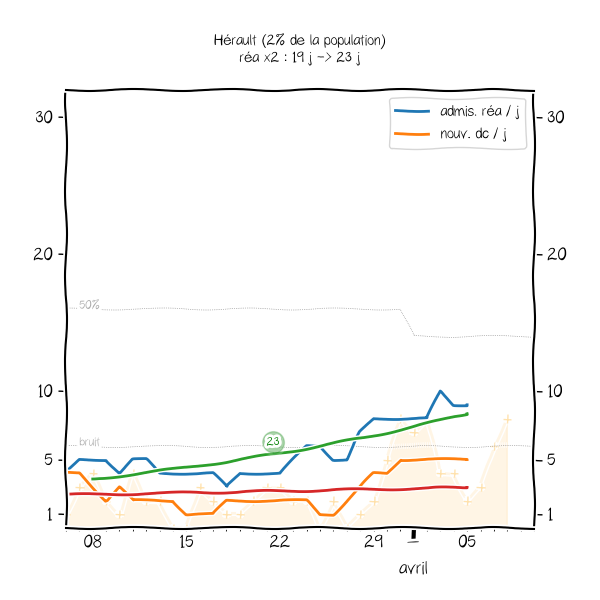 Hérault (2% de la population)
réa x2 : 19 j -> 23 j
admis. réa / j
nouv. dc / j
30
30
20
20
50%
10
10
bruit
23
5
5
1
1
08
15
22
29
05
avril